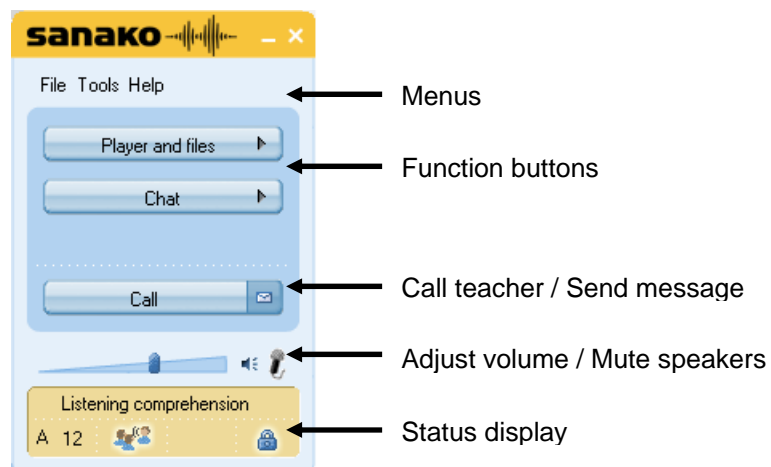 sanako
File Tools Help
Menus
Player and files
Function buttons
Chat
Call
Call teacher / Send message
Adjust volume / Mute speakers
Listening comprehension
A 12
Status display